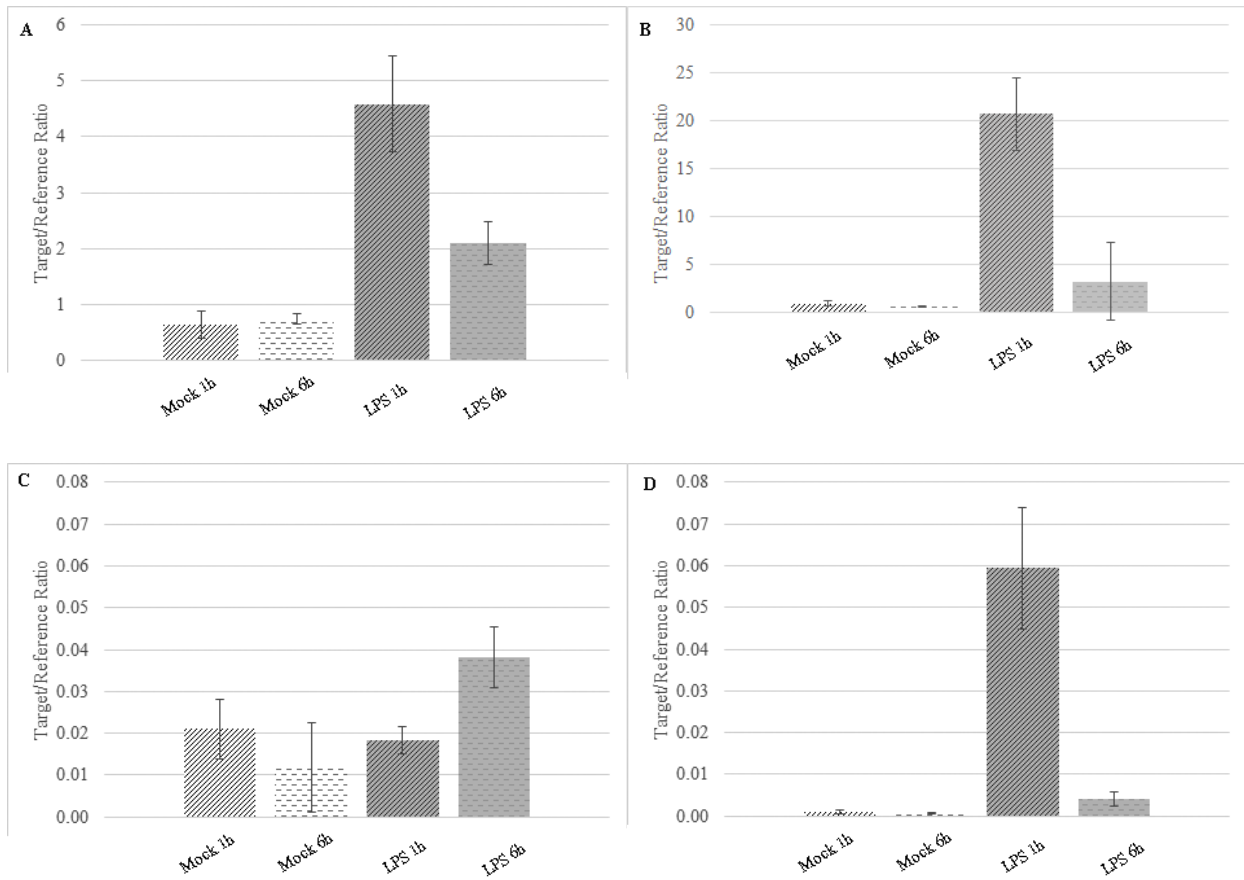 A
Target/Reference Ratio
6
5
4
3
2
1
0
Mock 1h
Mock 6h
LPS 1h
LPS 6h
B
Target/Reference Ratio
30
25
20
15
10
5
0
Mock 1h
Mock 6h
LPS 1h
LPS 6h
C
Target/Reference Ratio
0.08
0.07
0.06
0.05
0.04
0.03
0.02
0.01
0.00
Mock 1h
Mock 6h
LPS 1h
LPS 6h
D
Target/Reference Ratio
0.08
0.07
0.06
0.05
0.04
0.03
0.02
0.01
0.00
Mock 1h
Mock 6h
LPS 1h
LPS 6h